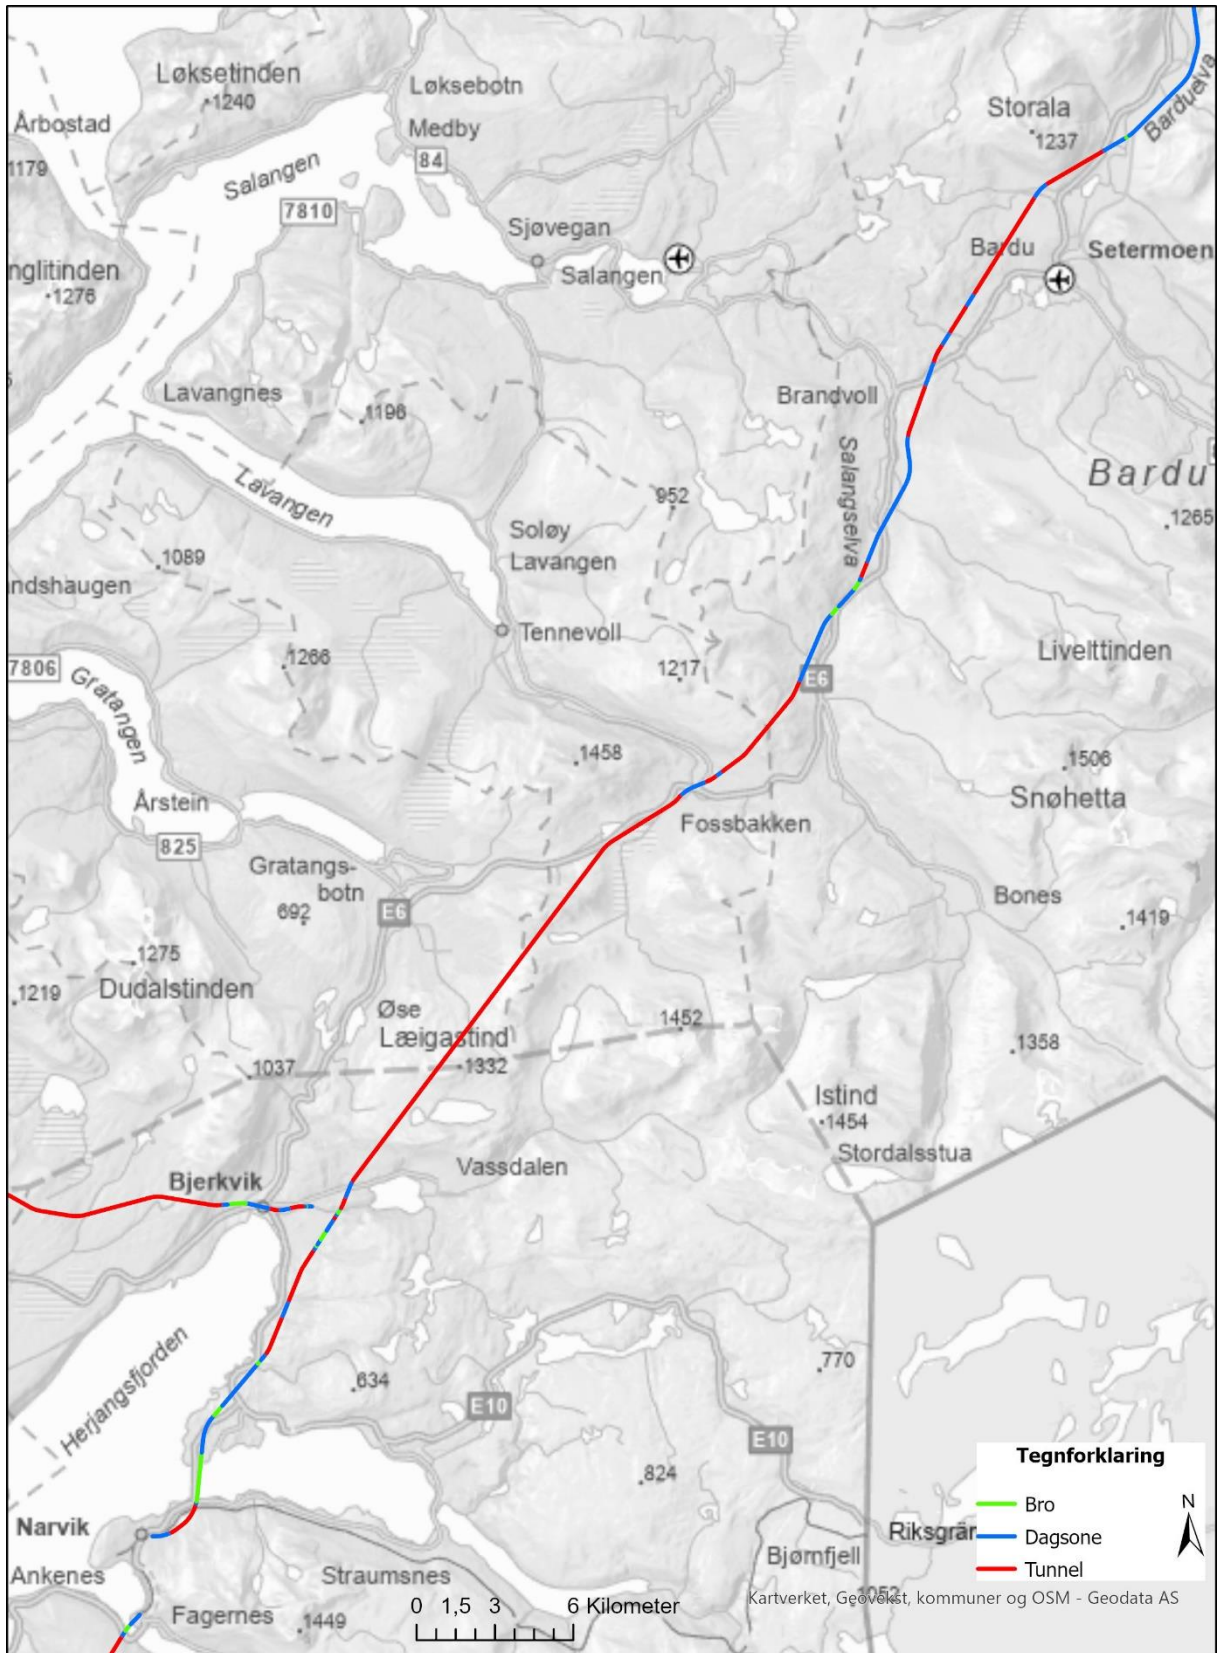 Løksetinden
1240
Løksebotn
Storala
Barduelva
Årbostad
Medby
1237
84
1179
Salangen
7810
Sjøvegan
Bardu
Setermoen
nglitinden
Salangen
1276
Lavangnes
Brandvoll
1196
Salangselva
Bardu
Lavangen
952
1265
Soløy
1089
Lavangen
ndshaugen
Tennevoll
Livelttinden
7806
1266
1217
E6
Gratangen
1458
1506
Snøhetta
Årstein
Fossbakken
825
Gratangs-
botn
Bones
692
E6
1419
1275
1219
Dudalstinden
Øse
1452
Læigastind
1358
1037
1332
Istind
1454
Stordalsstua
Vassdalen
Bjerkvik
770
634
Herjangsfjorden
E10
E10
824
Tegnforklaring
Bro
N
Narvik
Riksgrän
Dagsone
Bjørnfjell
Ankenes
Straumsnes
Tunnel
1052
Kartverket, Geovekst, kommuner og OSM - Geodata AS
Fagernes
1449
0 1,5 3 6 Kilometer